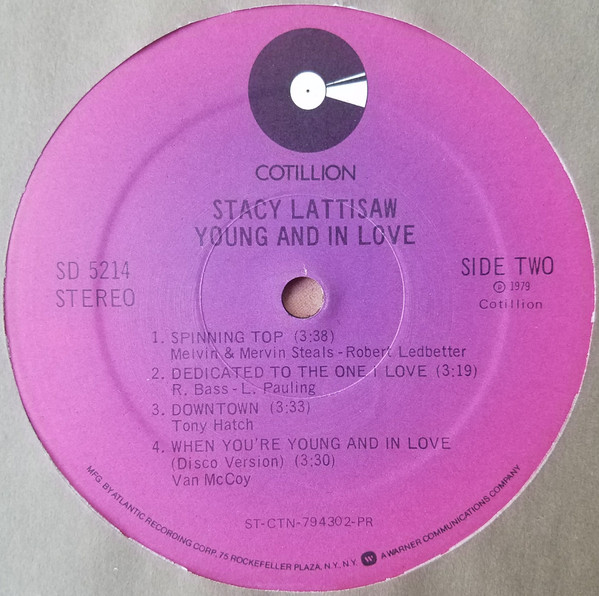 COTILLION
STACY LATTISAW
YOUNG AND IN LOVE
SD 5214
STEREO
SIDE TWO
℗ 1979
Cotillion
1. SPINNING TOP (3:38)
Melvin & Mervin Steals - Robert Ledbetter
2. DEDICATED TO THE ONE I LOVE (3:19)
R. Bass - L. Pauling
3. DOWNTOWN (3:33)
Tony Hatch
4. WHEN YOU'RE YOUNG AND IN LOVE
(Disco Version) (3:30)
Van McCoy
ST-CTN-794302-PR
MFG. BY ATLANTIC RECORDING CORP., 75 ROCKEFELLER PLAZA, N.Y., N.Y. W A WARNER COMMUNICATIONS COMPANY